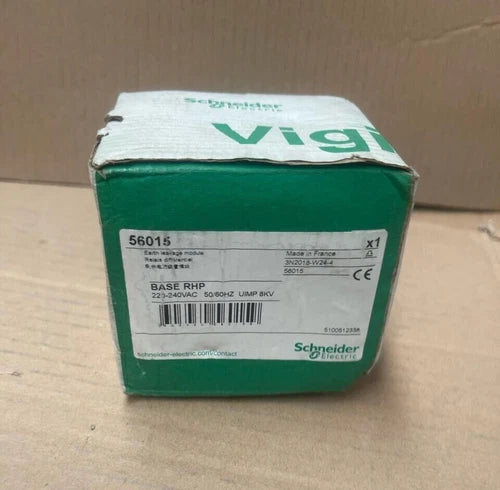 Schneider
Electric
Vigi
56015
x1
Earth leakage module
Relais différentiel
Made in France
3N2018-W24-4
56015
CE
BASE RHP
220-240VAC 50/60HZ UIMP 8KV
schneider-electric.com/contact
Schneider
Electric